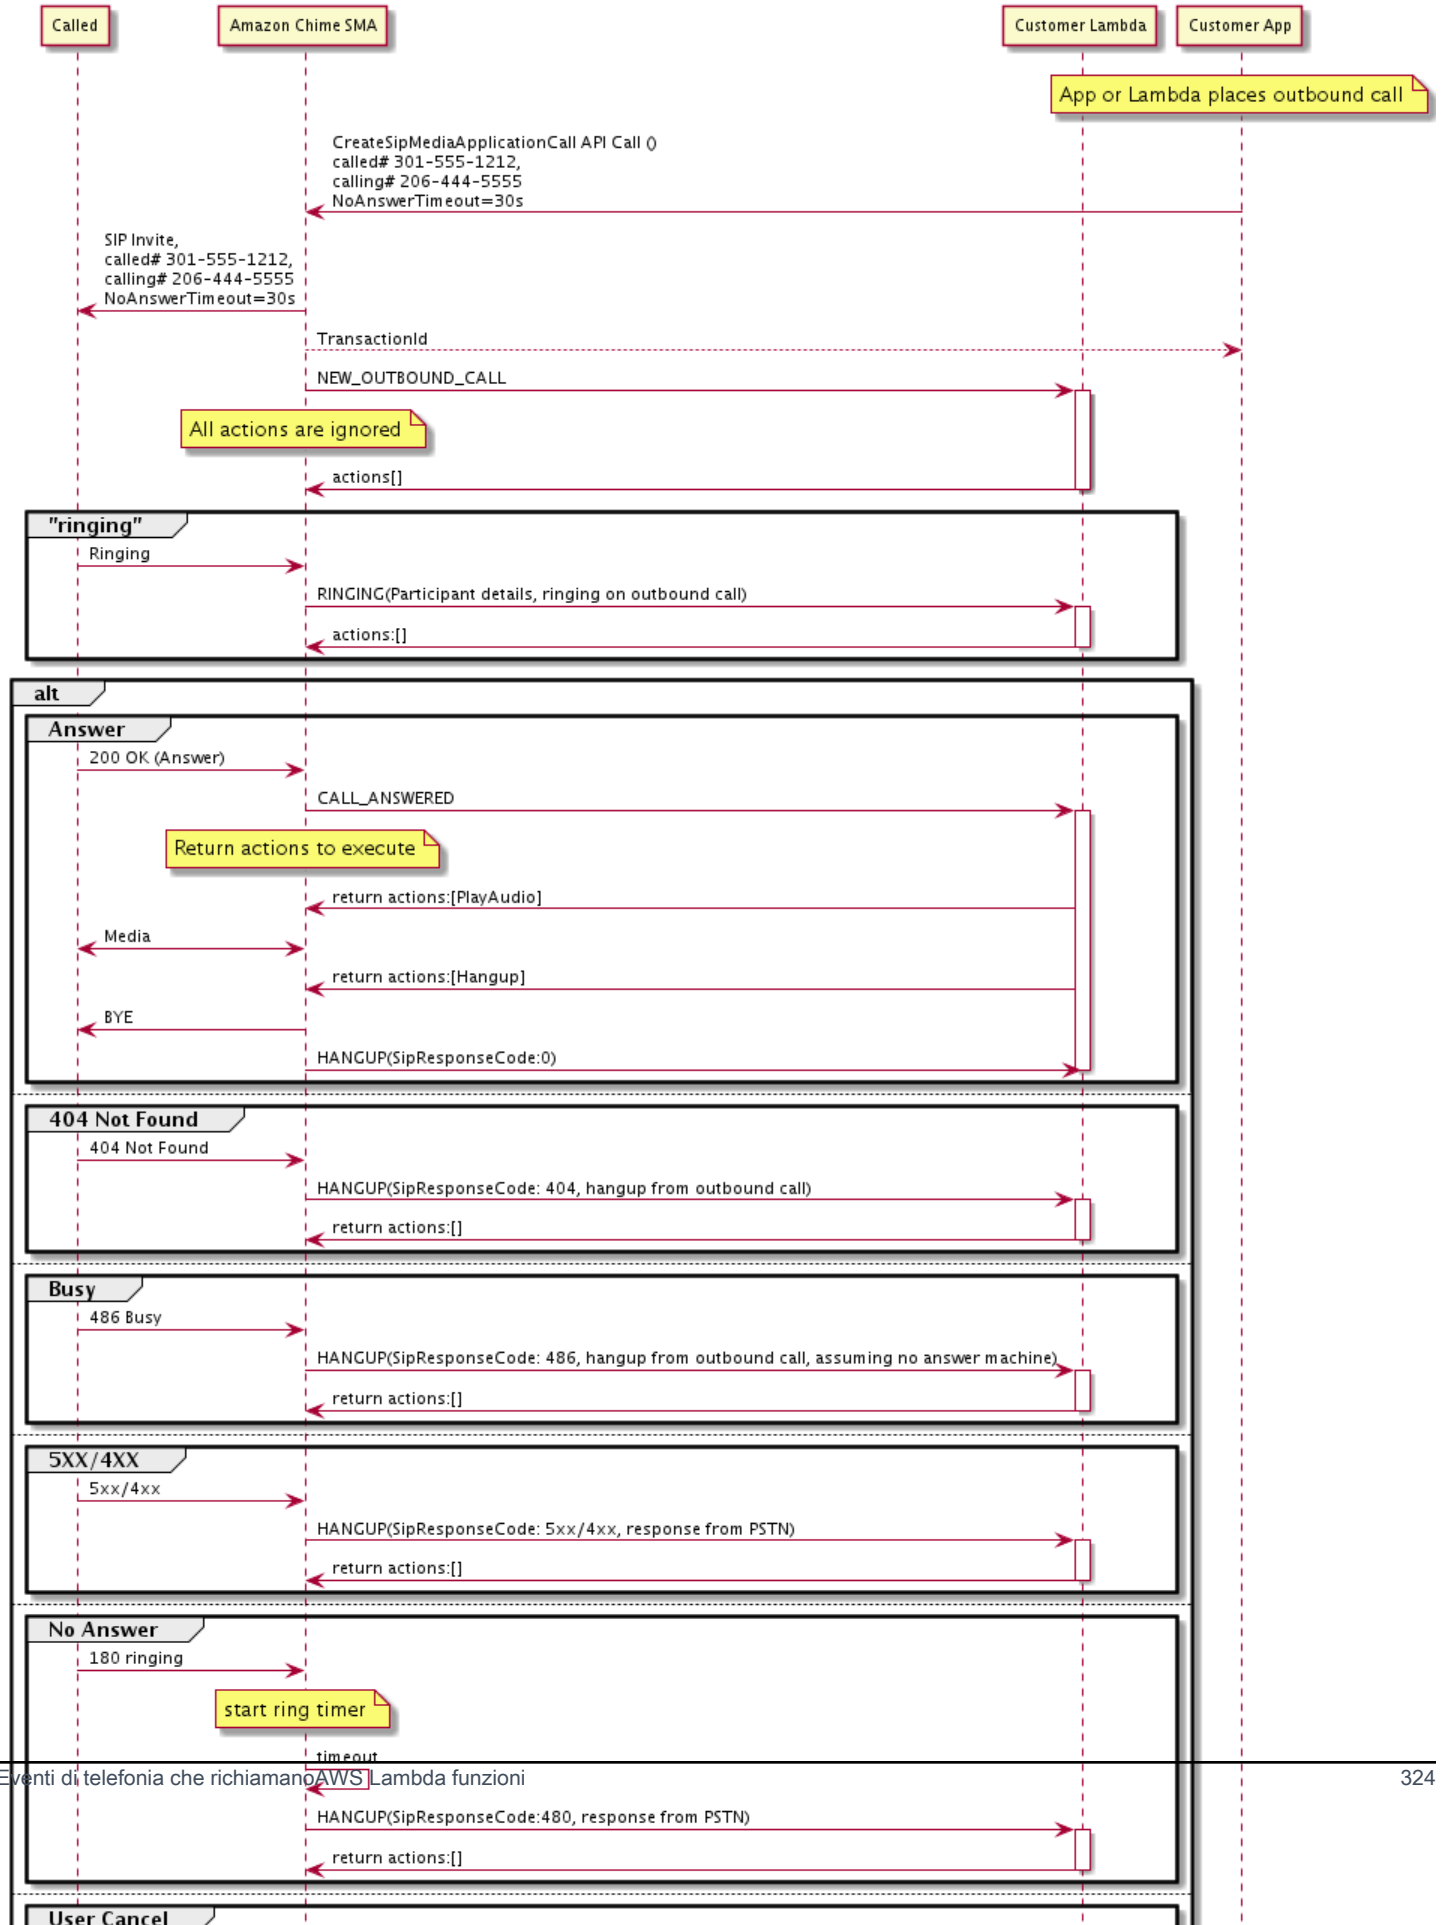 Called
Amazon Chime SMA
Customer Lambda
Customer App
App or Lambda places outbound call
CreateSipMediaApplicationCall API Call ()
called# 301-555-1212,
calling# 206-444-5555
NoAnswerTimeout=30s
SIP Invite,
called# 301-555-1212,
calling# 206-444-5555
NoAnswerTimeout=30s
TransactionId
NEW_OUTBOUND_CALL
All actions are ignored
actions[]
"ringing"
Ringing
RINGING(Participant details, ringing on outbound call)
actions:[]
alt
Answer
200 OK (Answer)
CALL_ANSWERED
Return actions to execute
return actions:[PlayAudio]
Media
return actions:[Hangup]
BYE
HANGUP(SipResponseCode:0)
404 Not Found
404 Not Found
HANGUP(SipResponseCode: 404, hangup from outbound call)
return actions:[]
Busy
486 Busy
HANGUP(SipResponseCode: 486, hangup from outbound call, assuming no answer machine)
return actions:[]
5XX/4XX
5xx/4xx
HANGUP(SipResponseCode: 5xx/4xx, response from PSTN)
return actions:[]
No Answer
180 ringing
start ring timer
timeout
Eventi di telefonia che richiamanoAWS Lambda funzioni
324
HANGUP(SipResponseCode:480, response from PSTN)
return actions:[]
User Cancel